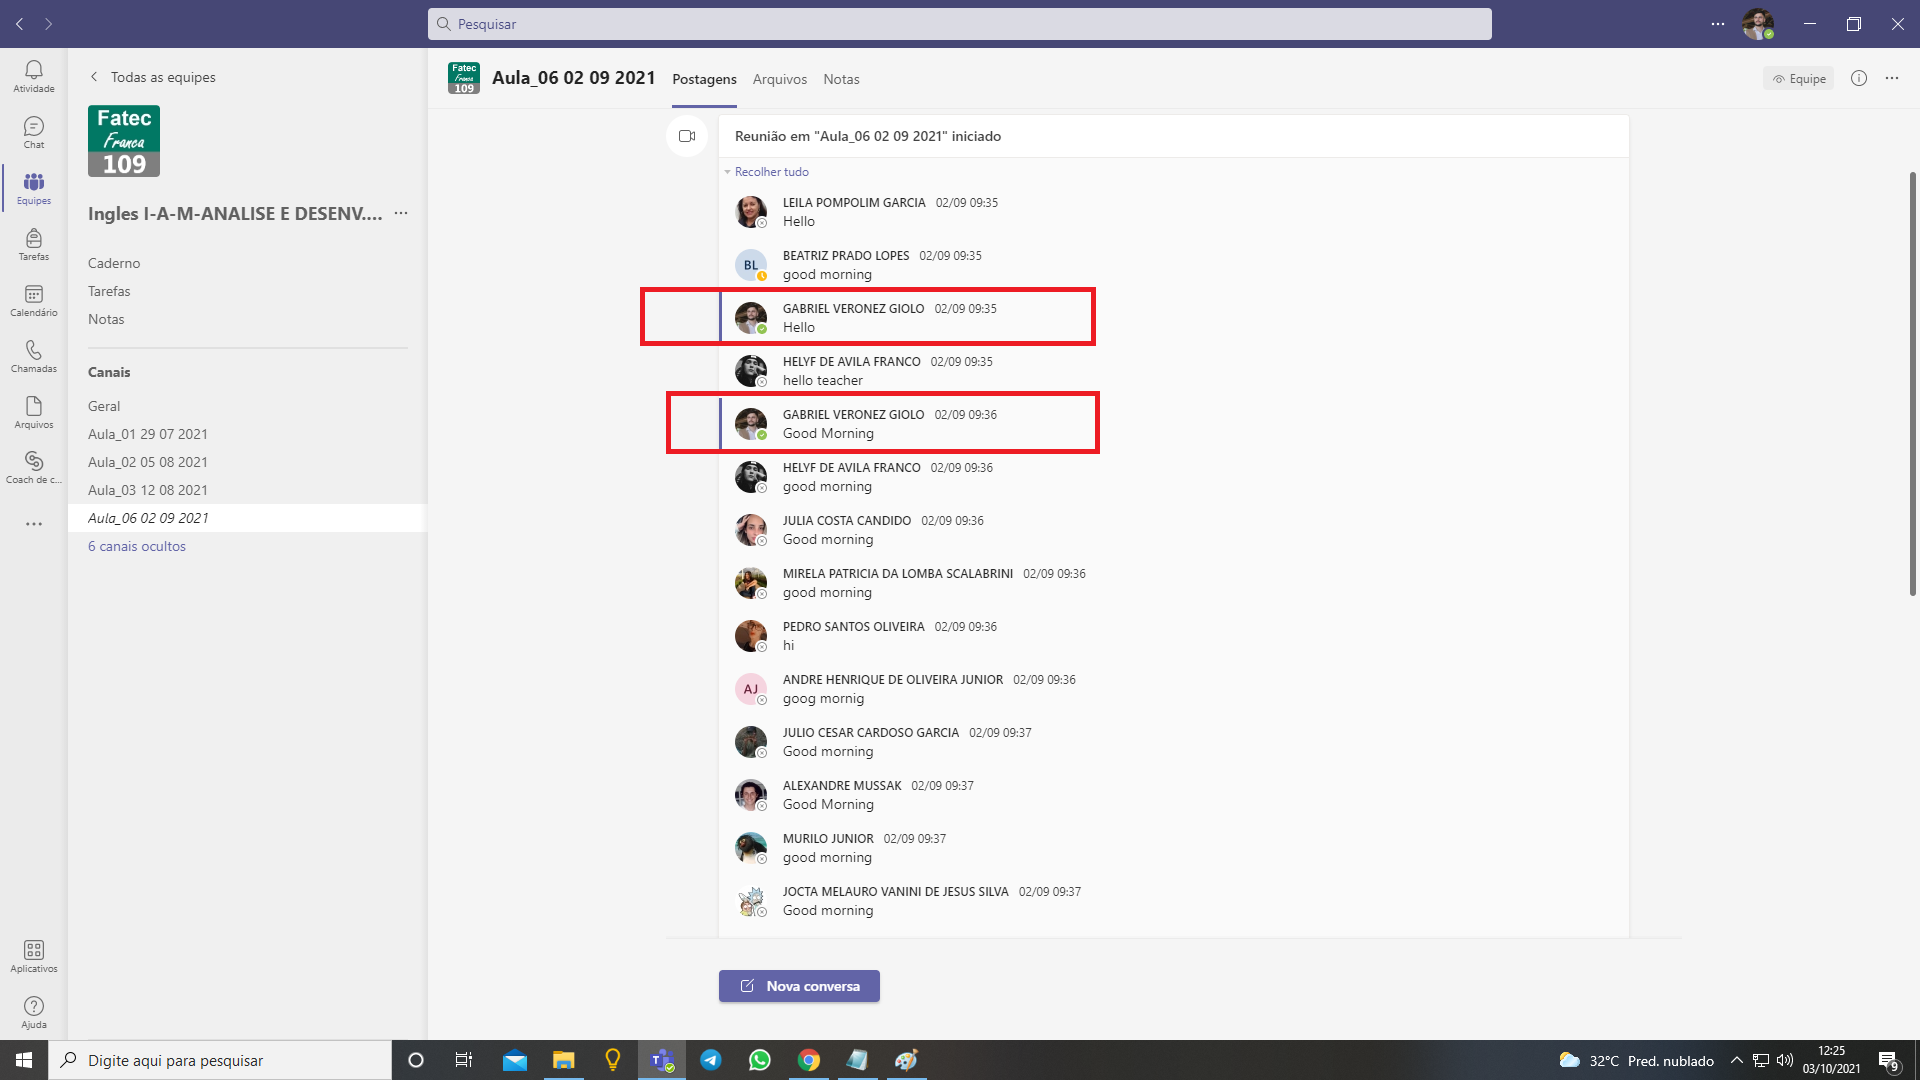 Pesquisar
Atividade
Chat
Equipes
Tarefas
Calendário
Chamadas
Arquivos
Coach de c...
Aplicativos
Ajuda
Todas as equipes
Fatec
Franca
109
Ingles I-A-M-ANALISE E DESENV.... ...
Caderno
Tarefas
Notas
Canais
Geral
Aula_01 29 07 2021
Aula_02 05 08 2021
Aula_03 12 08 2021
Aula_06 02 09 2021
6 canais ocultos
Fatec
Franca
109
Aula_06 02 09 2021 Postagens Arquivos Notas
Equipe
Reunião em "Aula_06 02 09 2021" iniciado
Recolher tudo
LEILA POMPOLIM GARCIA 02/09 09:35
Hello
BL
BEATRIZ PRADO LOPES 02/09 09:35
good morning
GABRIEL VERONEZ GIOLO 02/09 09:35
Hello
HELYF DE AVILA FRANCO 02/09 09:35
hello teacher
GABRIEL VERONEZ GIOLO 02/09 09:36
Good Morning
HELYF DE AVILA FRANCO 02/09 09:36
good morning
JULIA COSTA CANDIDO 02/09 09:36
Good morning
MIRELA PATRICIA DA LOMBA SCALABRINI 02/09 09:36
good morning
PEDRO SANTOS OLIVEIRA 02/09 09:36
hi
AJ
ANDRE HENRIQUE DE OLIVEIRA JUNIOR 02/09 09:36
goog mornig
JULIO CESAR CARDOSO GARCIA 02/09 09:37
Good morning
ALEXANDRE MUSSAK 02/09 09:37
Good Morning
MURILO JUNIOR 02/09 09:37
good morning
JOCTA MELAURO VANINI DE JESUS SILVA 02/09 09:37
Good morning
Nova conversa
Digite aqui para pesquisar
32°C Pred. nublado
12:25
03/10/2021
9